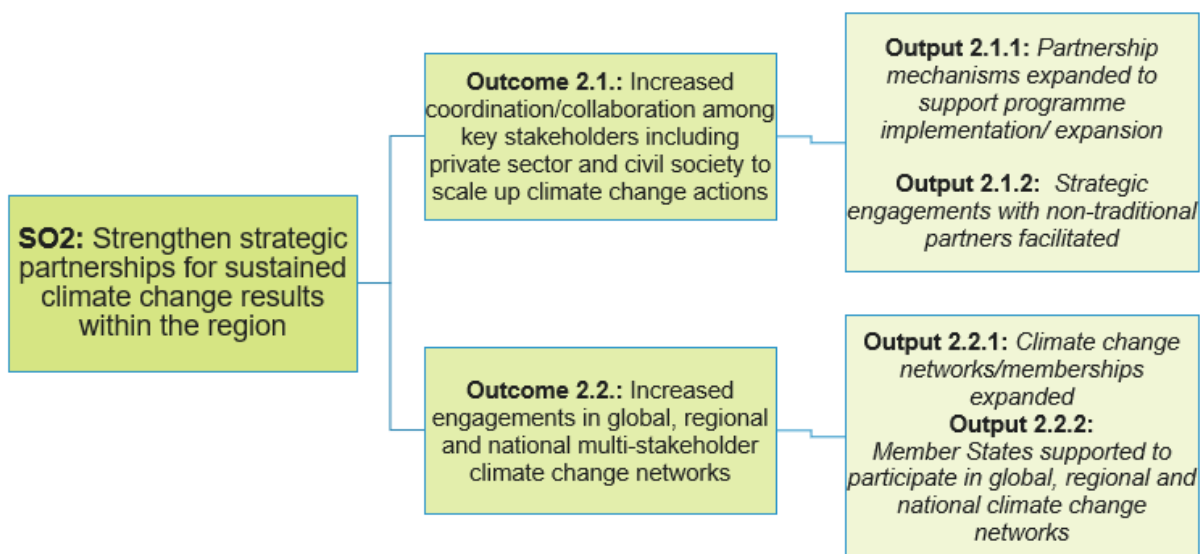 SO2: Strengthen strategic
partnerships for sustained
climate change results
within the region
Outcome 2.1.: Increased
coordination/collaboration among
key stakeholders including
private sector and civil society to
scale up climate change actions
Output 2.1.1: Partnership
mechanisms expanded to
support programme
implementation/ expansion
Output 2.1.2: Strategic
engagements with non-traditional
partners facilitated
Outcome 2.2.: Increased
engagements in global, regional
and national multi-stakeholder
climate change networks
Output 2.2.1: Climate change
networks/memberships
expanded
Output 2.2.2:
Member States supported to
participate in global, regional and
national climate change
networks